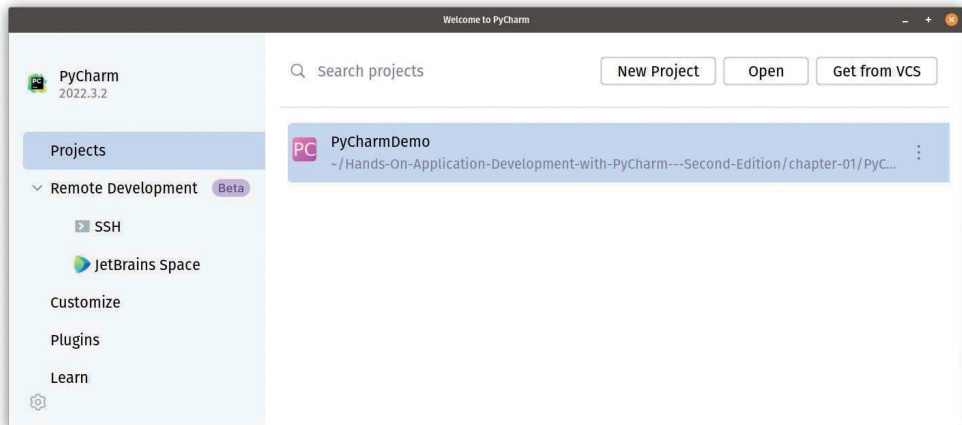 Welcome to PyCharm
PyCharm
2022.3.2
Search projects
New Project
Open
Get from VCS
Projects
Remote Development Beta
SSH
JetBrains Space
Customize
Plugins
Learn
PC PyCharmDemo
~/Hands-On-Application-Development-with-PyCharm---Second-Edition/chapter-01/PyC...